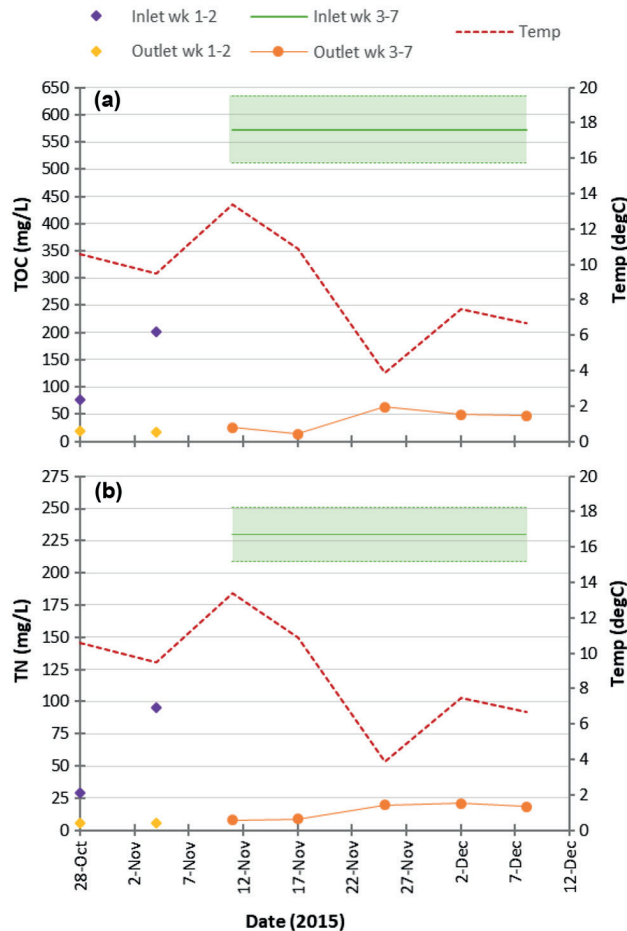 Inlet wk 1-2
Inlet wk 3-7
Temp
Outlet wk 1-2
Outlet wk 3-7
(a)
650
600
550
500
450
400
350
300
250
200
150
100
50
0
TOC (mg/L)
20
18
16
14
12
10
8
6
4
2
0
Temp (degC)
(b)
275
250
225
200
175
150
125
100
75
50
25
0
TN (mg/L)
20
18
16
14
12
10
8
6
4
2
0
Temp (degC)
28-Oct
2-Nov
7-Nov
12-Nov
17-Nov
22-Nov
27-Nov
2-Dec
7-Dec
12-Dec
Date (2015)